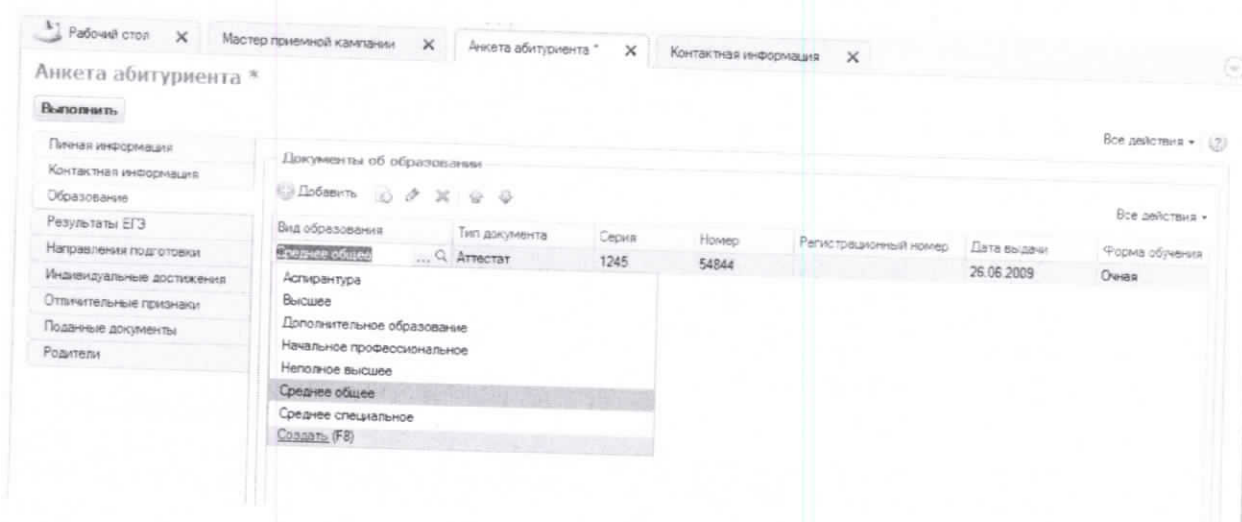 Рабочий стол Мастер приемной кампании Анкета абитуриента * Контактная информация
Анкета абитуриента *
Выполнить
Все действия
Личная информация
Контактная информация
Образование
Результаты ЕГЭ
Направления подготовки
Индивидуальные достижения
Отличительные признаки
Поданные документы
Родители
Документы об образовании
Добавить
Все действия
Вид образования Тип документа Серия Номер Регистрационный номер Дата выдачи Форма обучения
Среднее общее ... Аттестат 1245 54844 26.06.2009 Очная
Аспирантура
Высшее
Дополнительное образование
Начальное профессиональное
Неполное высшее
Среднее общее
Среднее специальное
Создать (F8)